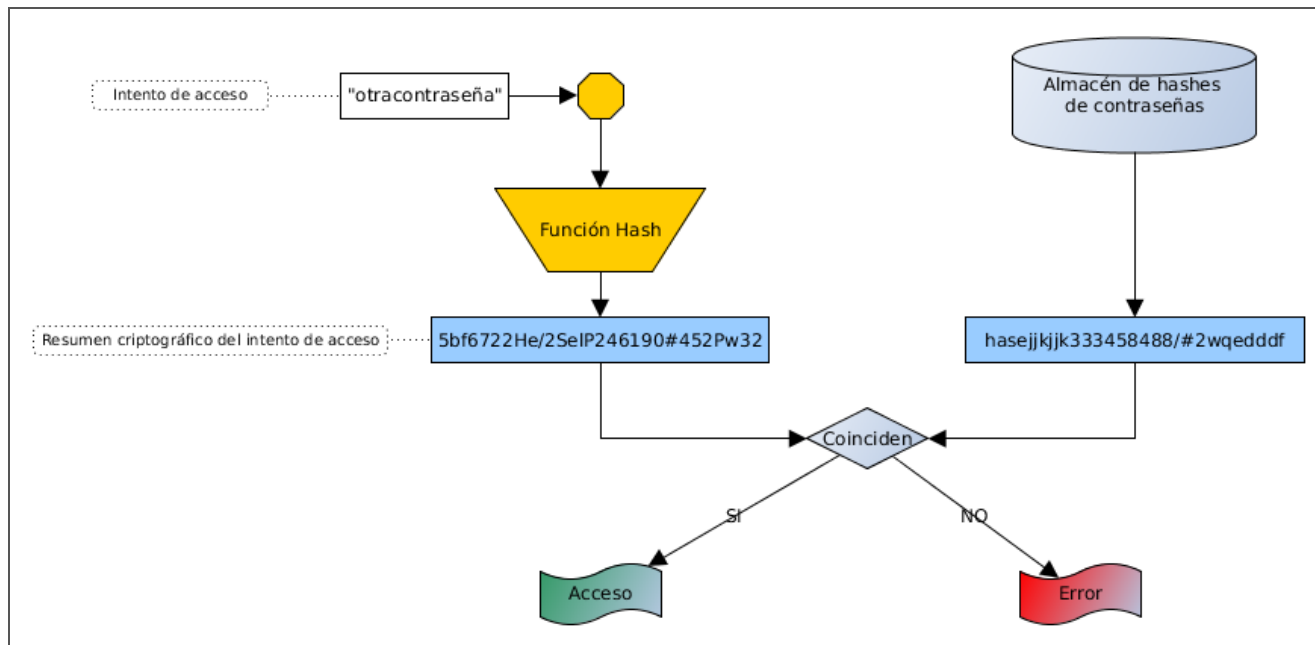 Intento de acceso
"otracontraseña"
Almacén de hashes
de contraseñas
Función Hash
Resumen criptográfico del intento de acceso
5bf6722He/2SelP246190#452Pw32
hasejjkjjk333458488/#2wqedddf
Coinciden
SI
NO
Acceso
Error